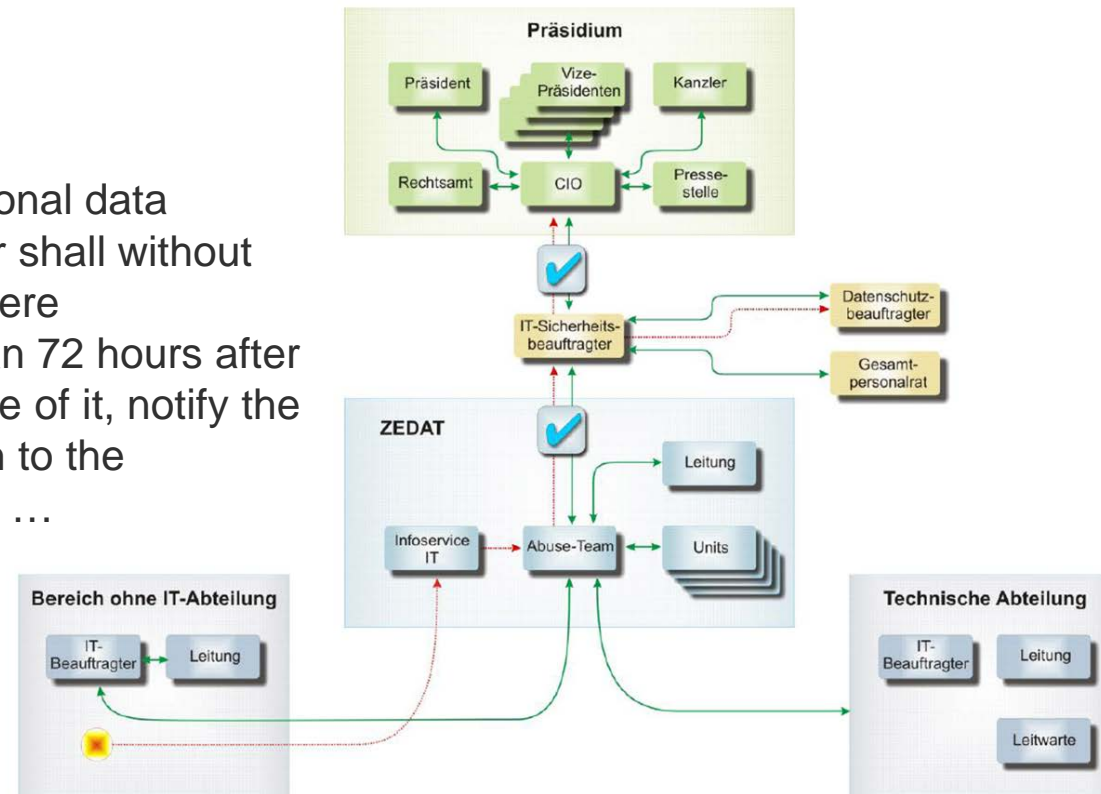 Präsidium
Präsident
Vize-
Präsidenten
Kanzler
Rechtsamt
CIO
Presse-
stelle
onal data
r shall without
ere
n 72 hours after
e of it, notify the
n to the
…
IT-Sicherheits-
beauftragter
Datenschutz-
beauftragter
Gesamt-
personalrat
ZEDAT
Leitung
Infoservice
IT
Abuse-Team
Units
Bereich ohne IT-Abteilung
IT-
Beauftragter
Leitung
Technische Abteilung
IT-
Beauftragter
Leitung
Leitwarte